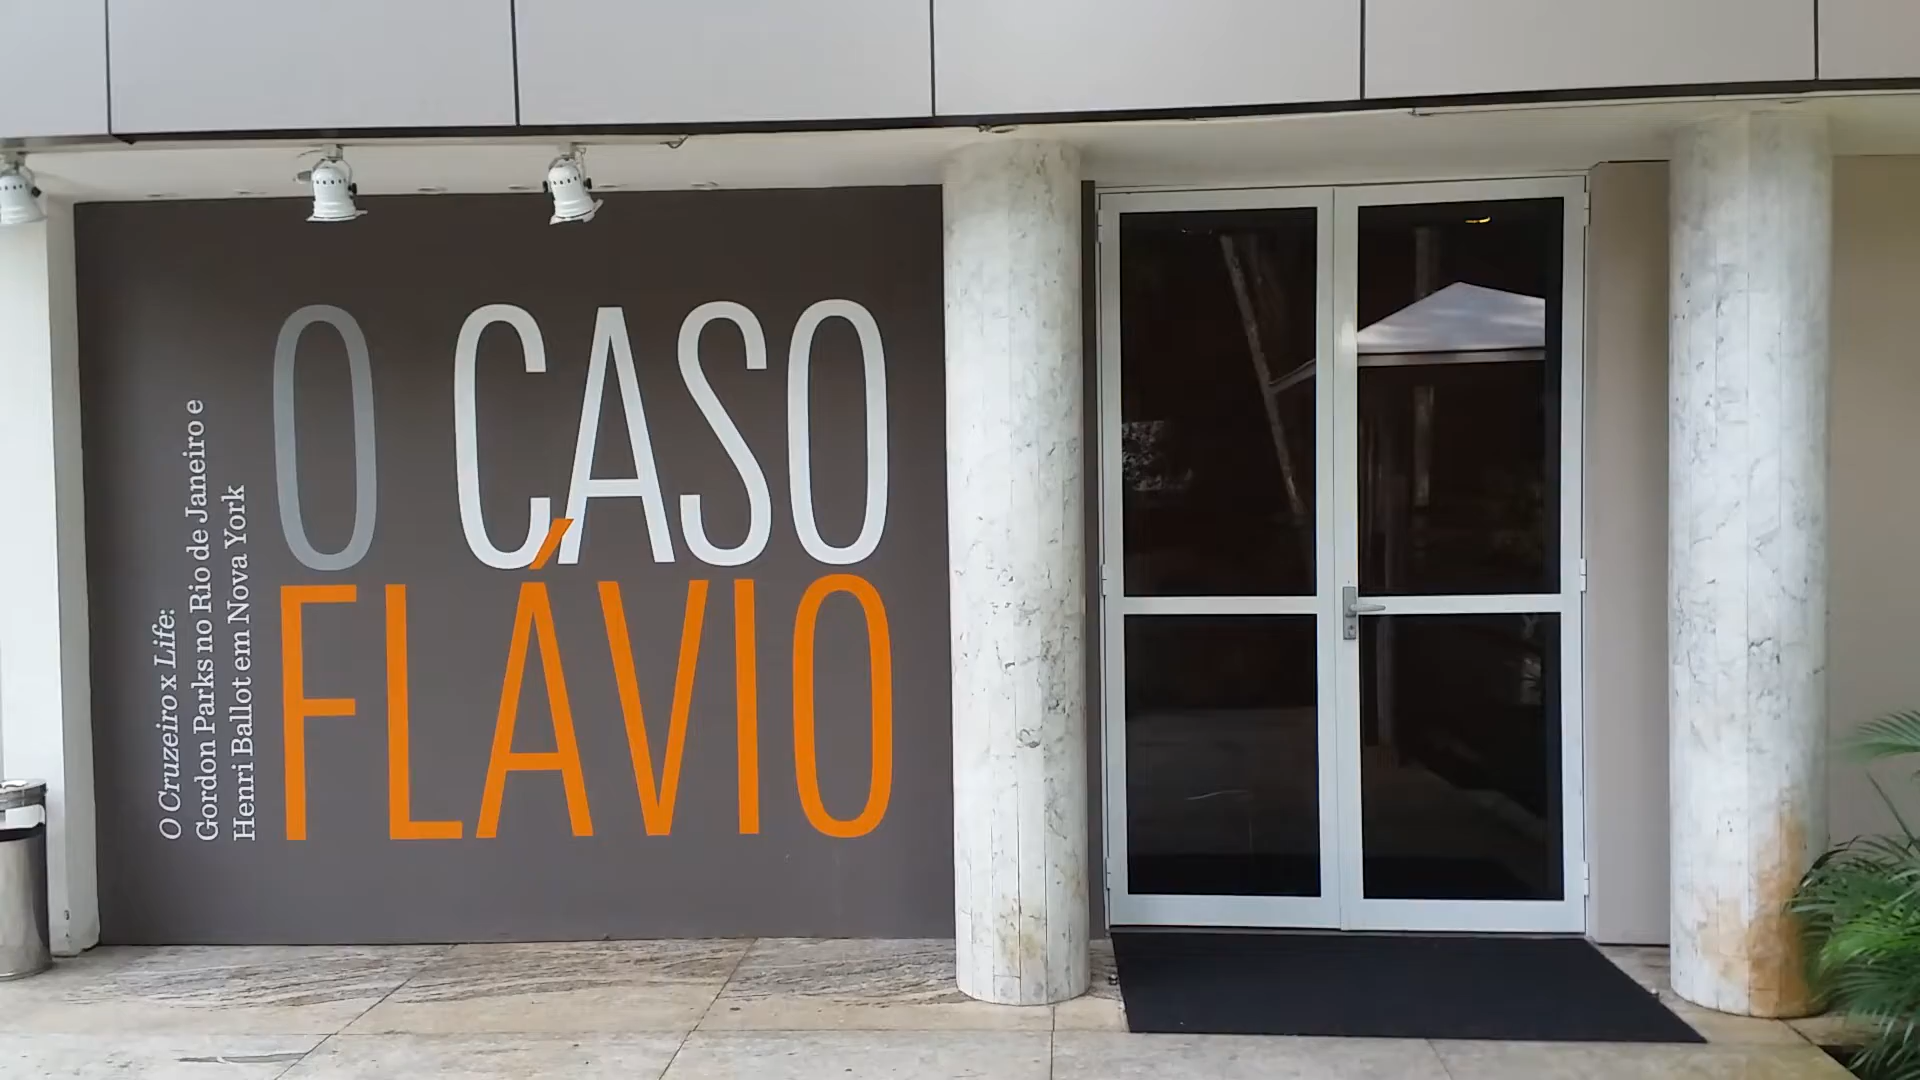 O CASO
FLÁVIO
O Cruzeiro x Life:
Gordon Parks no Rio de Janeiro e
Henri Ballot em Nova York